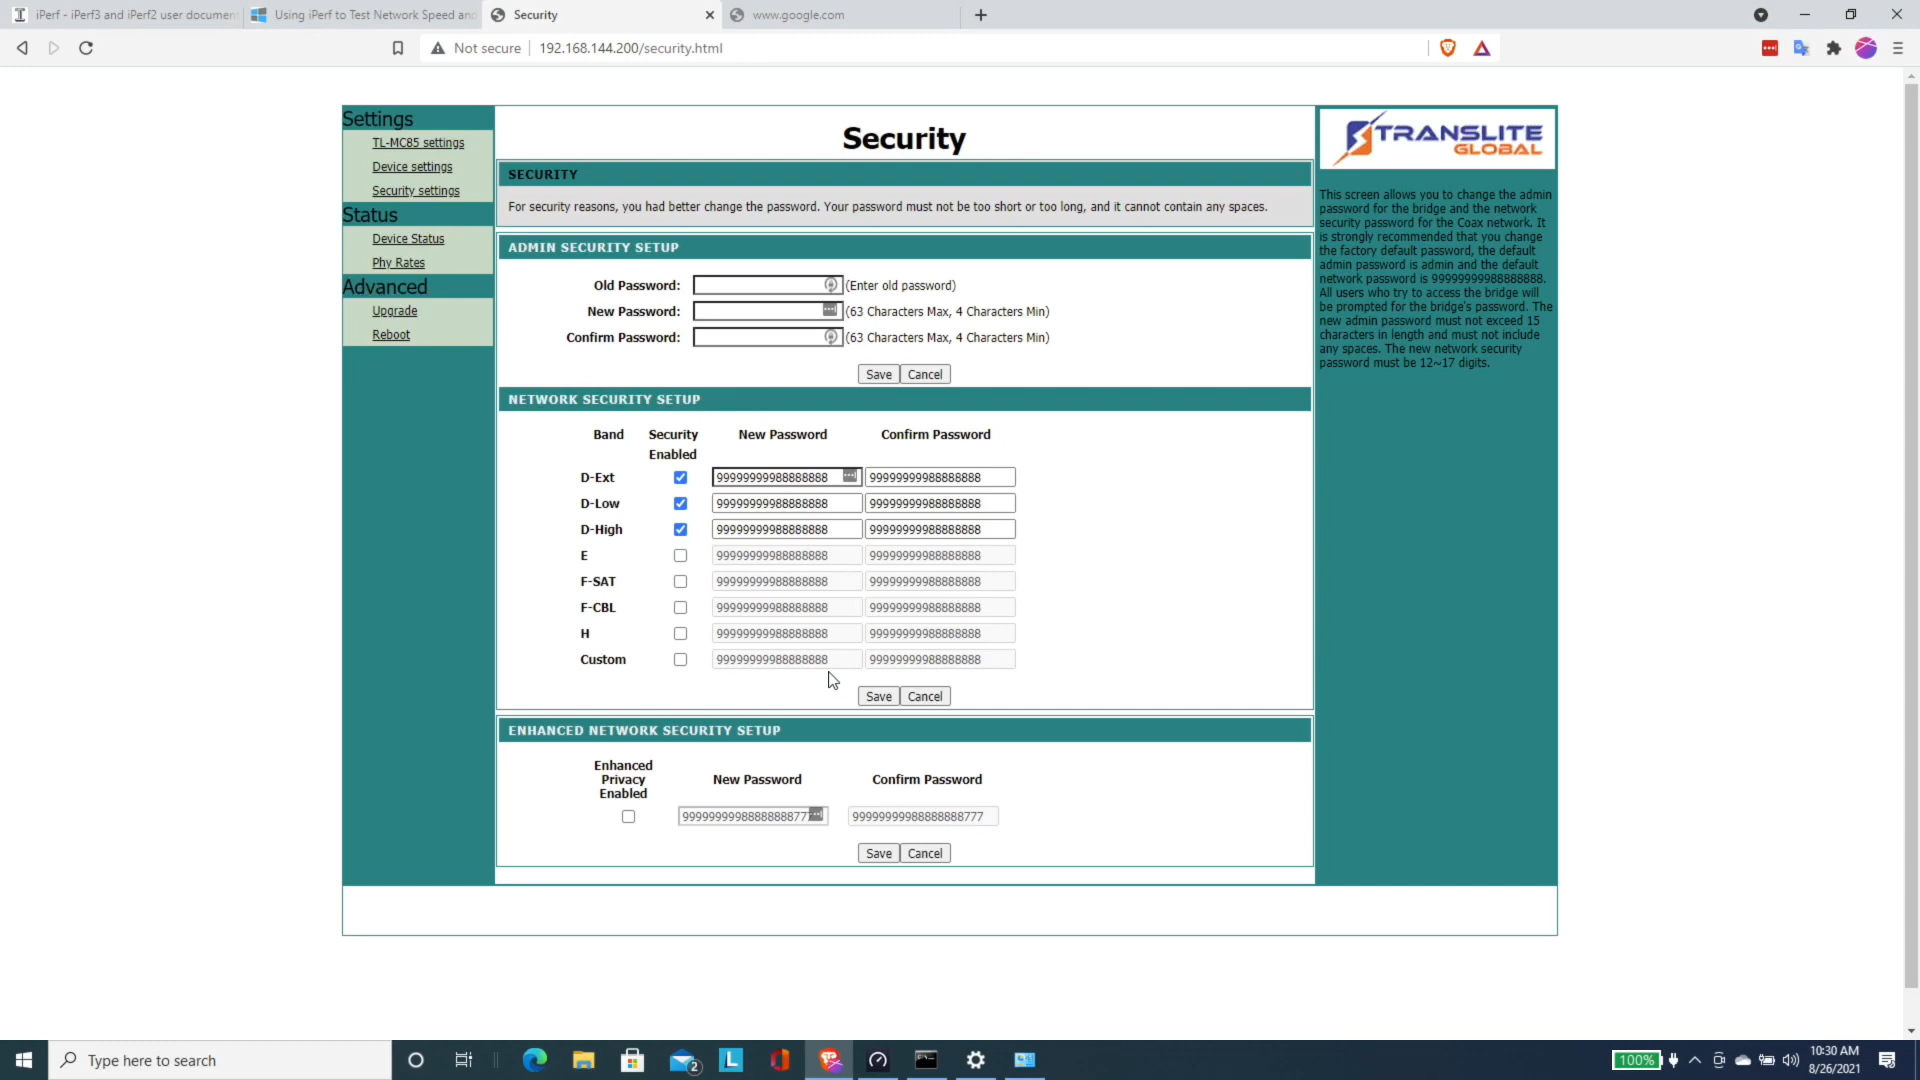 iPerf - iPerf3 and iPerf2 user documen
Using iPerf to Test Network Speed and
Security
www.google.com
Not secure
192.168.144.200/security.html
Settings
TL-MC85 settings
Device settings
Security settings
Status
Device Status
Phy Rates
Advanced
Upgrade
Reboot
Security
SECURITY
For security reasons, you had better change the password. Your password must not be too short or too long, and it cannot contain any spaces.
ADMIN SECURITY SETUP
Old Password: (Enter old password)
New Password: (63 Characters Max, 4 Characters Min)
Confirm Password: (63 Characters Max, 4 Characters Min)
Save Cancel
NETWORK SECURITY SETUP
Band Security Enabled New Password Confirm Password
D-Ext 99999999988888888 99999999988888888
D-Low 99999999988888888 99999999988888888
D-High 99999999988888888 99999999988888888
E 99999999988888888 99999999988888888
F-SAT 99999999988888888 99999999988888888
F-CBL 99999999988888888 99999999988888888
H 99999999988888888 99999999988888888
Custom 99999999988888888 99999999988888888
Save Cancel
ENHANCED NETWORK SECURITY SETUP
Enhanced Privacy Enabled New Password Confirm Password
Save Cancel
TRANSLITE
GLOBAL
This screen allows you to change the admin
password for the bridge and the network
security password for the Coax network. It
is strongly recommended that you change
the factory default password, the default
admin password is admin and the default
network password is 99999999988888888.
All users who try to access the bridge will
be prompted for the bridge's password. The
new admin password must not exceed 15
characters in length and must not include
any spaces. The new network security
password must be 12~17 digits.
Type here to search
2
L
100%
10:30 AM
8/26/2021